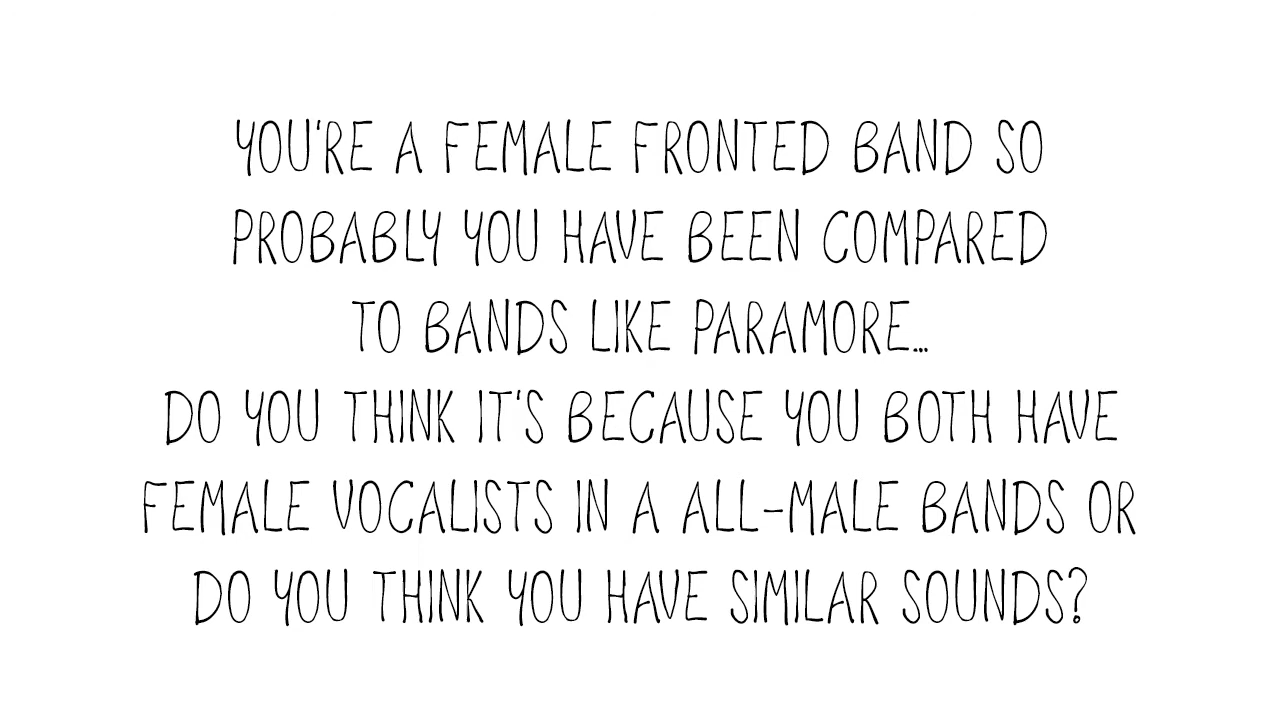 YOU'RE A FEMALE FRONTED BAND SO
PROBABLY YOU HAVE BEEN COMPARED
TO BANDS LIKE PARAMORE...
DO YOU THINK IT'S BECAUSE YOU BOTH HAVE
FEMALE VOCALISTS IN A ALL-MALE BANDS OR
DO YOU THINK YOU HAVE SIMILAR SOUNDS?